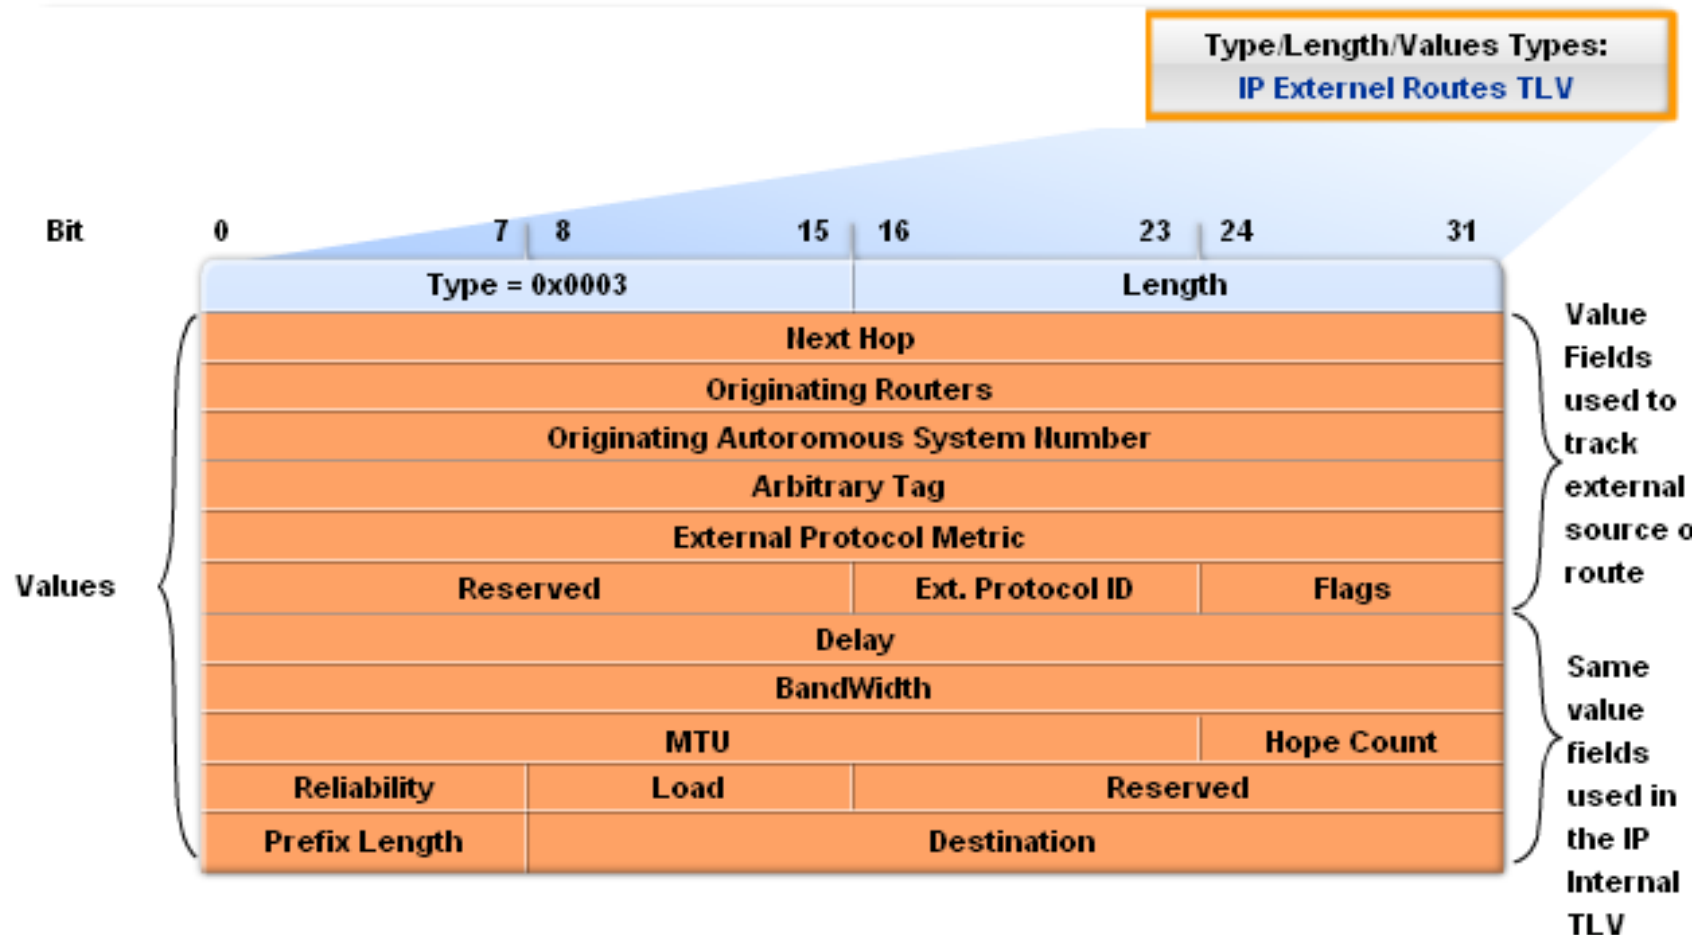 Type/Length/Values Types:
IP Externel Routes TLV
Bit 0 7 8 15 16 23 24 31
Type = 0x0003 Length
Next Hop
Originating Routers
Originating Autoromous System Number
Arbitrary Tag
External Protocol Metric
Reserved Ext. Protocol ID Flags
Delay
BandWidth
MTU Hope Count
Reliability Load Reserved
Prefix Length Destination
Values
Value
Fields
used to
track
external
source o
route
Same
value
fields
used in
the IP
Internal
TLV